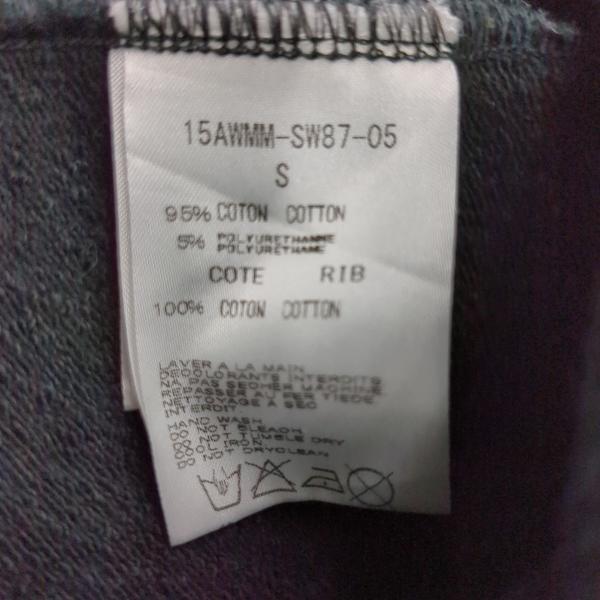 15AWMM-SW87-05
S
95% COTON COTTON
5% POLYURETHANNE
POLYURETHANE
COTE RIB
100% COTON COTTON
LAVER A LA MAIN
DECOLORANTS INTERDITS
NE PAS SECHER MACHINE
REPASSER AU FER TIEDE
NETTOYAGE A SEC
INTERDIT.
HAND WASH
DO NOT BLEACH
DO NOT TUMBLE DRY
COOL IRON
DO NOT DRYCLEAN